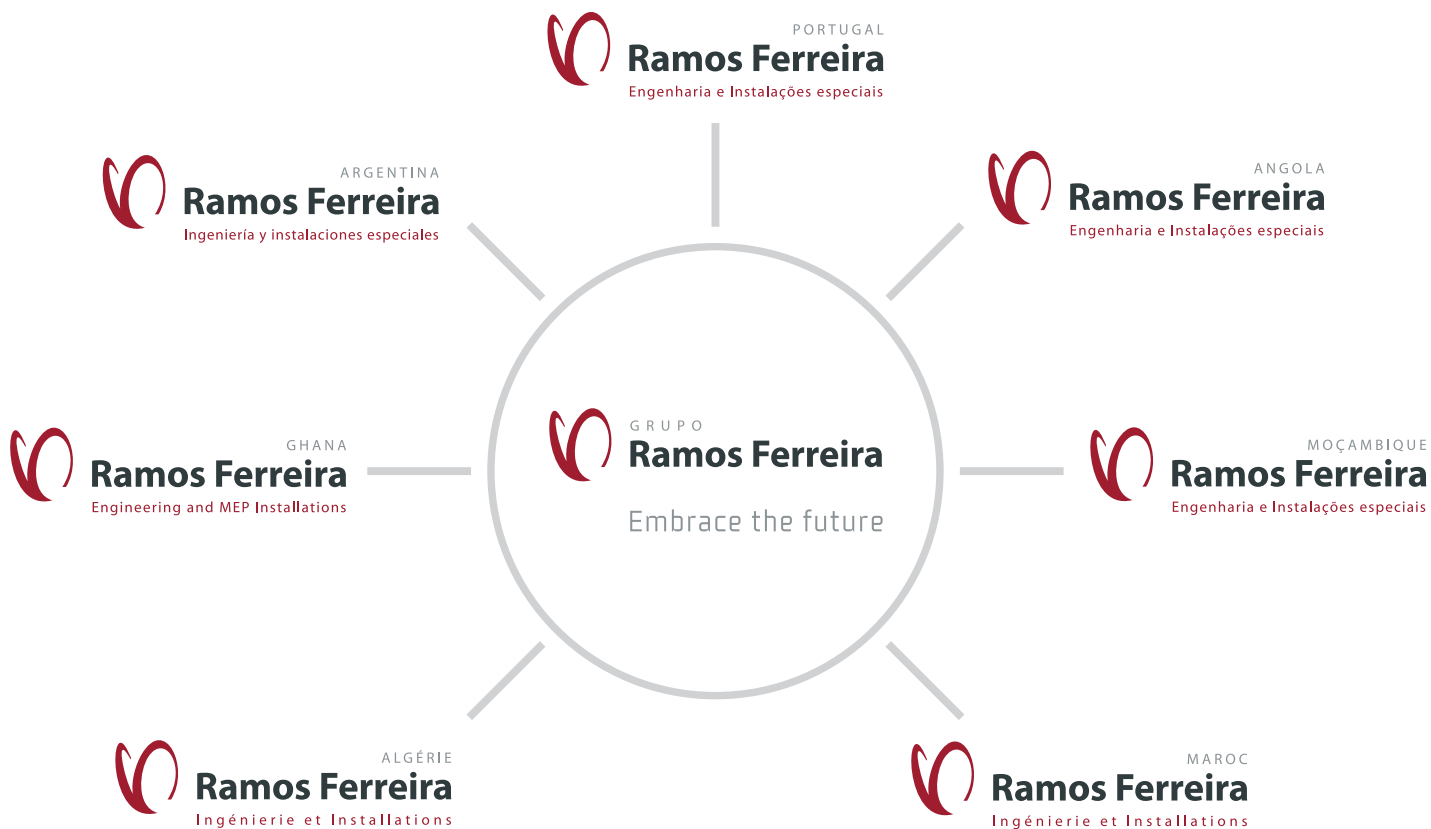 PORTUGAL
Ramos Ferreira
Engenharia e Instalações especiais
ARGENTINA
Ramos Ferreira
Ingeniería y instalaciones especiales
ANGOLA
Ramos Ferreira
Engenharia e Instalações especiais
GHANA
Ramos Ferreira
Engineering and MEP Installations
GRUPO
Ramos Ferreira
Embrace the future
MOÇAMBIQUE
Ramos Ferreira
Engenharia e Instalações especiais
ALGÉRIE
Ramos Ferreira
Ingénierie et Installations
MAROC
Ramos Ferreira
Ingénierie et Installations